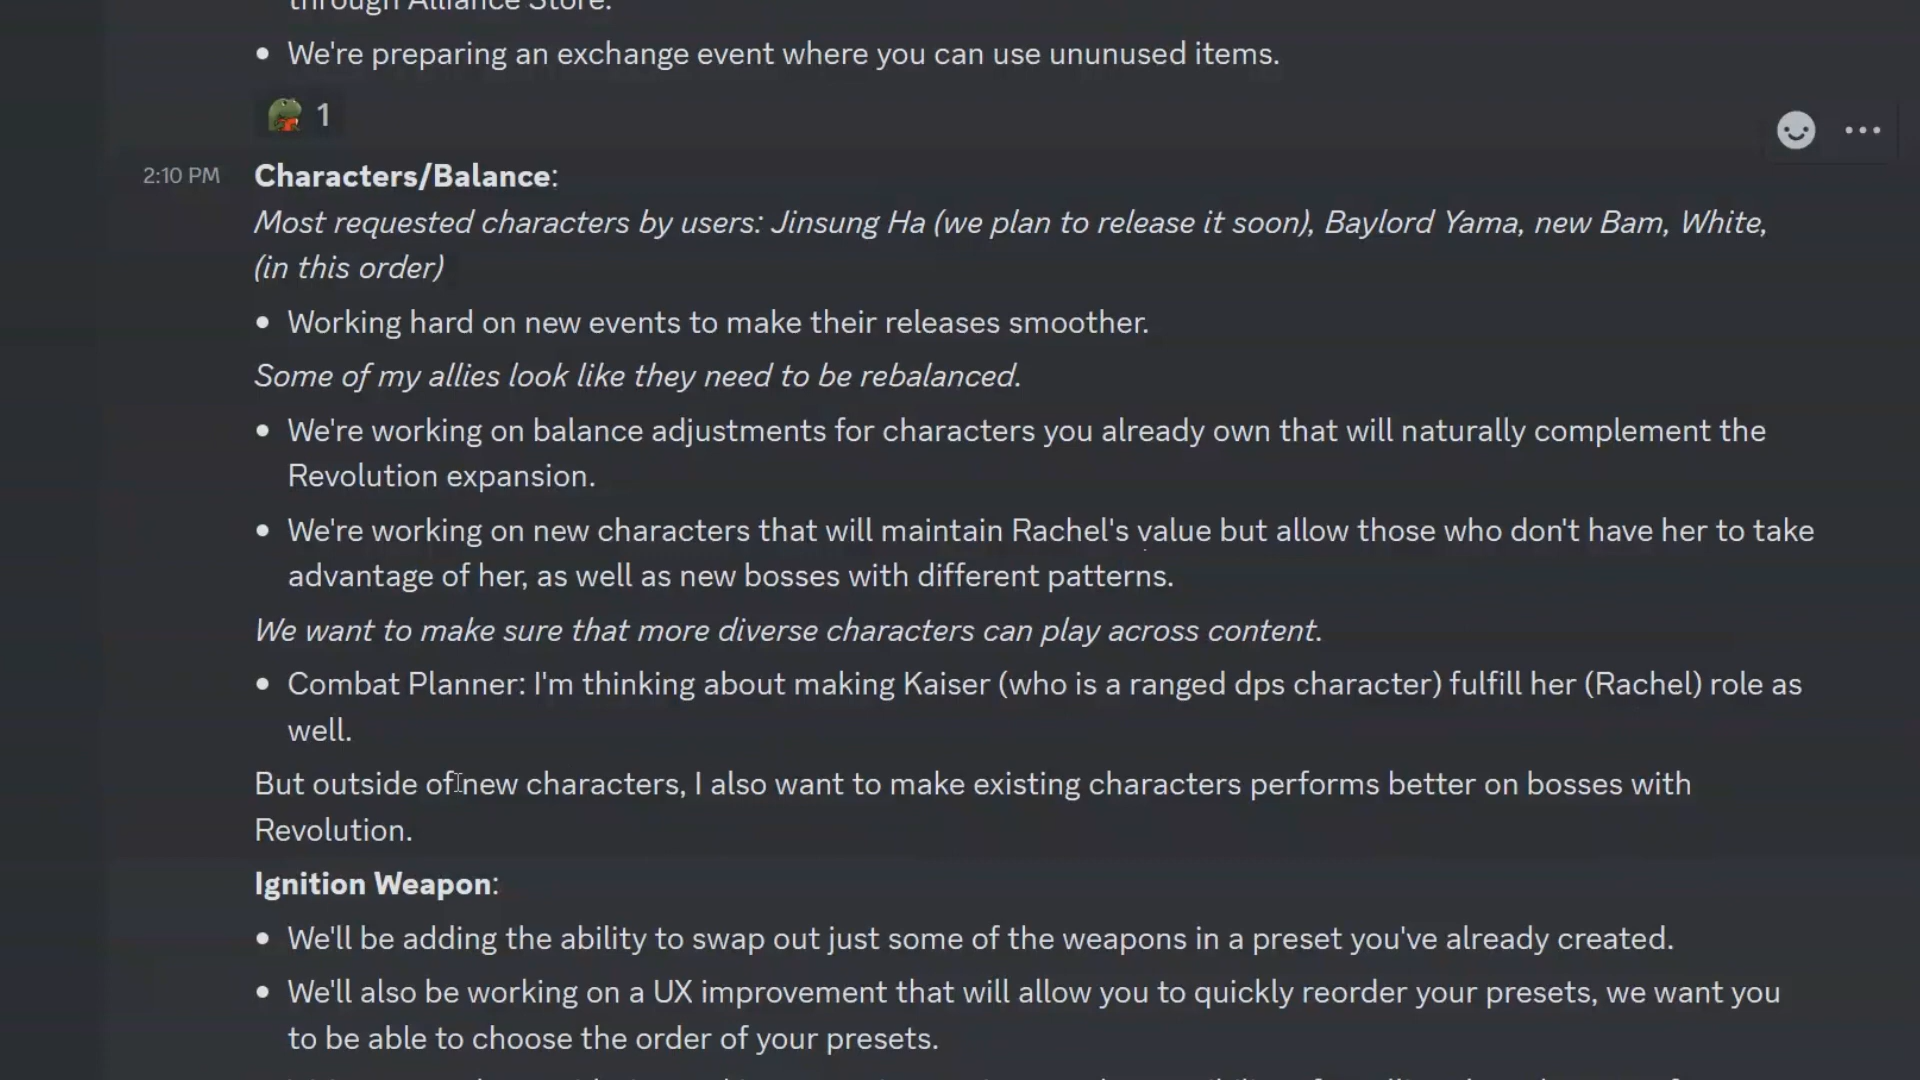 through Alliance Store.
• We're preparing an exchange event where you can use ununused items.
1
2:10 PM Characters/Balance:
Most requested characters by users: Jinsung Ha (we plan to release it soon), Baylord Yama, new Bam, White,
(in this order)
• Working hard on new events to make their releases smoother.
Some of my allies look like they need to be rebalanced.
• We're working on balance adjustments for characters you already own that will naturally complement the
Revolution expansion.
• We're working on new characters that will maintain Rachel's value but allow those who don't have her to take
advantage of her, as well as new bosses with different patterns.
We want to make sure that more diverse characters can play across content.
• Combat Planner: I'm thinking about making Kaiser (who is a ranged dps character) fulfill her (Rachel) role as
well.
But outside of new characters, I also want to make existing characters performs better on bosses with
Revolution.
Ignition Weapon:
• We'll be adding the ability to swap out just some of the weapons in a preset you've already created.
• We'll also be working on a UX improvement that will allow you to quickly reorder your presets, we want you
to be able to choose the order of your presets.